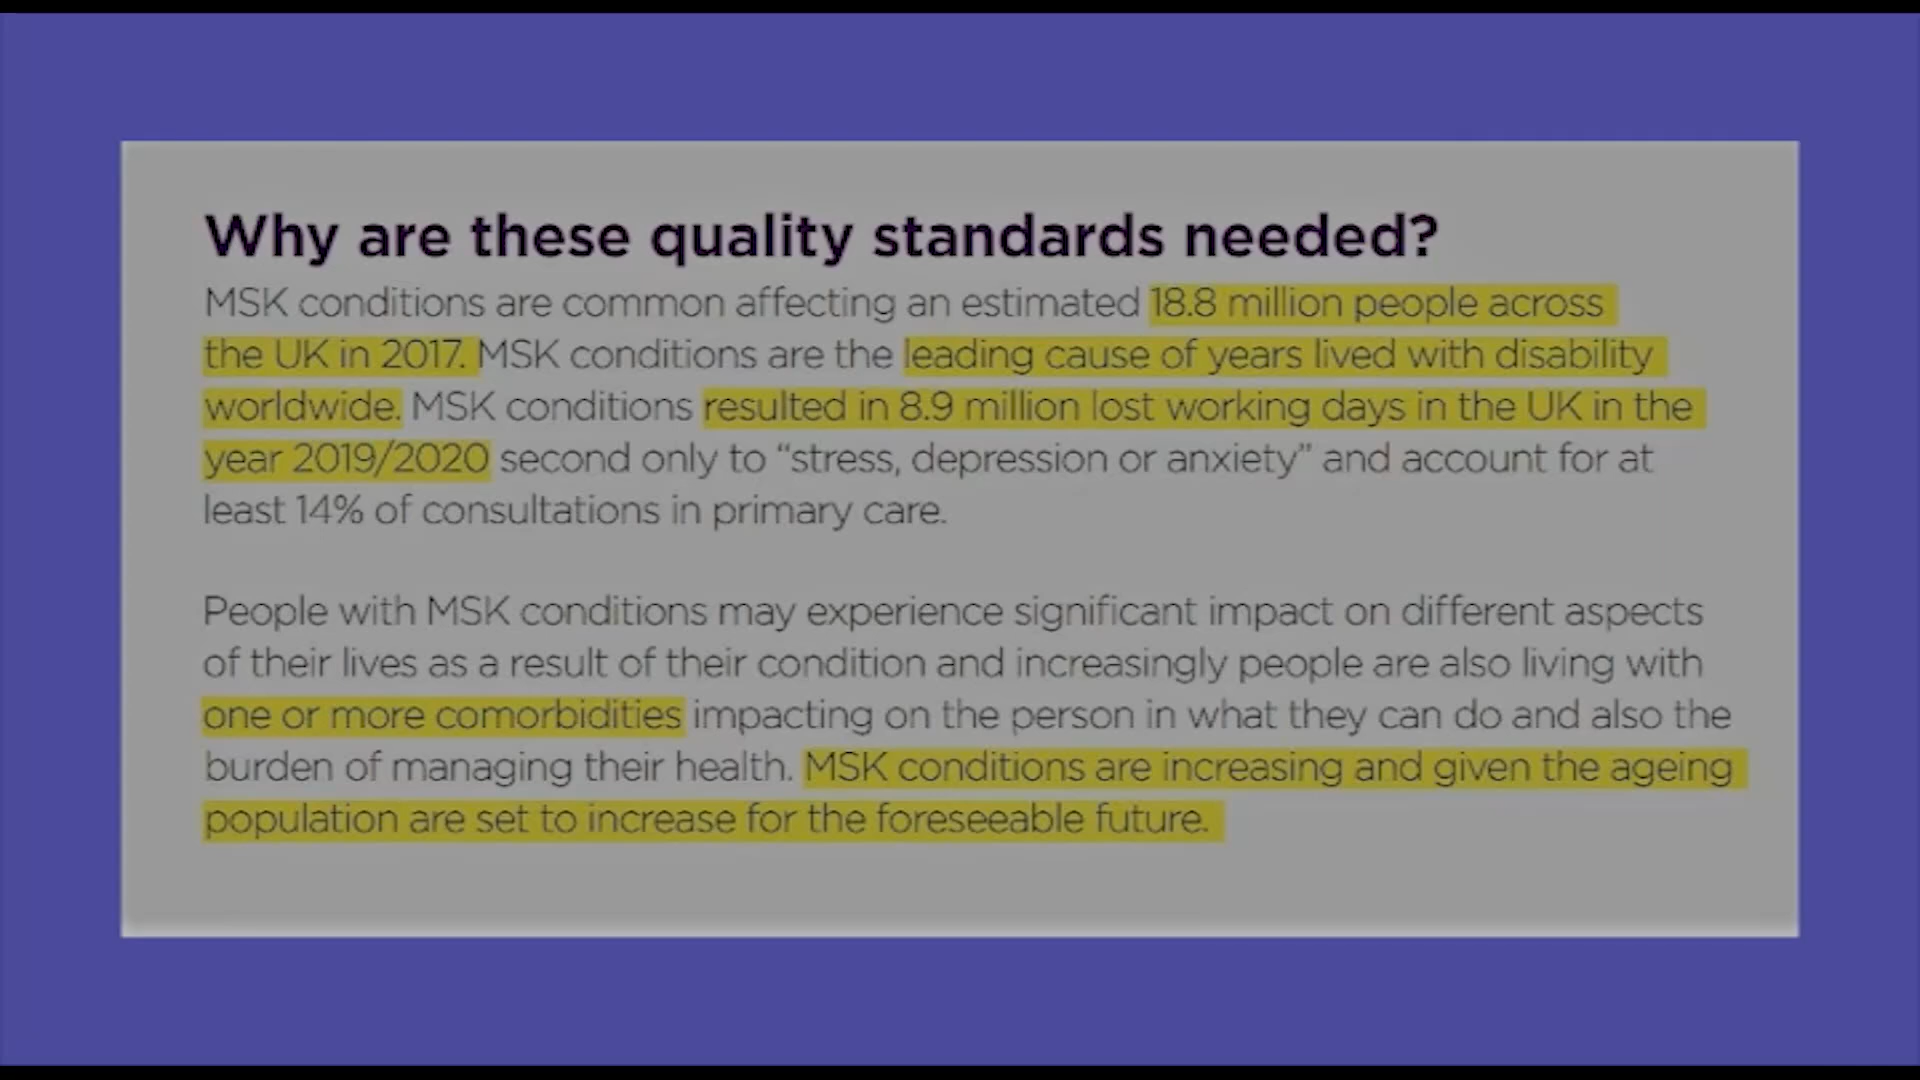 Why are these quality standards needed?
MSK conditions are common affecting an estimated 18.8 million people across
the UK in 2017. MSK conditions are the leading cause of years lived with disability
worldwide. MSK conditions resulted in 8.9 million lost working days in the UK in the
year 2019/2020 second only to “stress, depression or anxiety” and account for at
least 14% of consultations in primary care.
People with MSK conditions may experience significant impact on different aspects
of their lives as a result of their condition and increasingly people are also living with
one or more comorbidities impacting on the person in what they can do and also the
burden of managing their health. MSK conditions are increasing and given the ageing
population are set to increase for the foreseeable future.